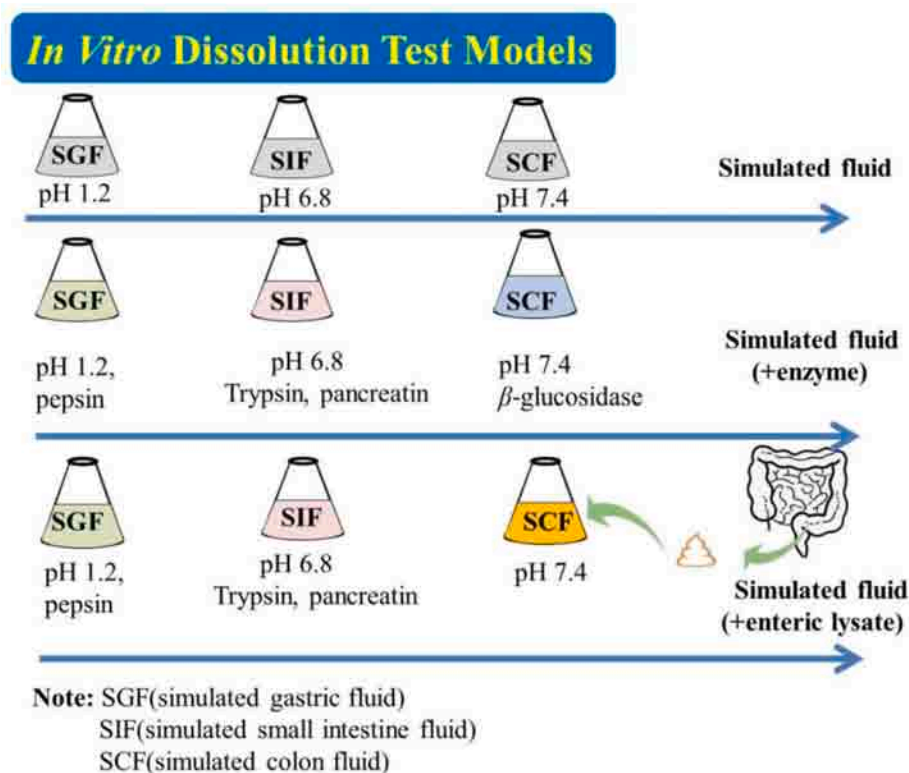 In Vitro Dissolution Test Models
SGF
SIF
SCF
pH 1.2
pH 6.8
pH 7.4
Simulated fluid
SGF
SIF
SCF
pH 1.2,
pepsin
pH 6.8
Trypsin, pancreatin
pH 7.4
β-glucosidase
Simulated fluid
(+enzyme)
SGF
SIF
SCF
pH 1.2,
pepsin
pH 6.8
Trypsin, pancreatin
pH 7.4
Simulated fluid
(+enteric lysate)
Note: SGF(simulated gastric fluid)
SIF(simulated small intestine fluid)
SCF(simulated colon fluid)